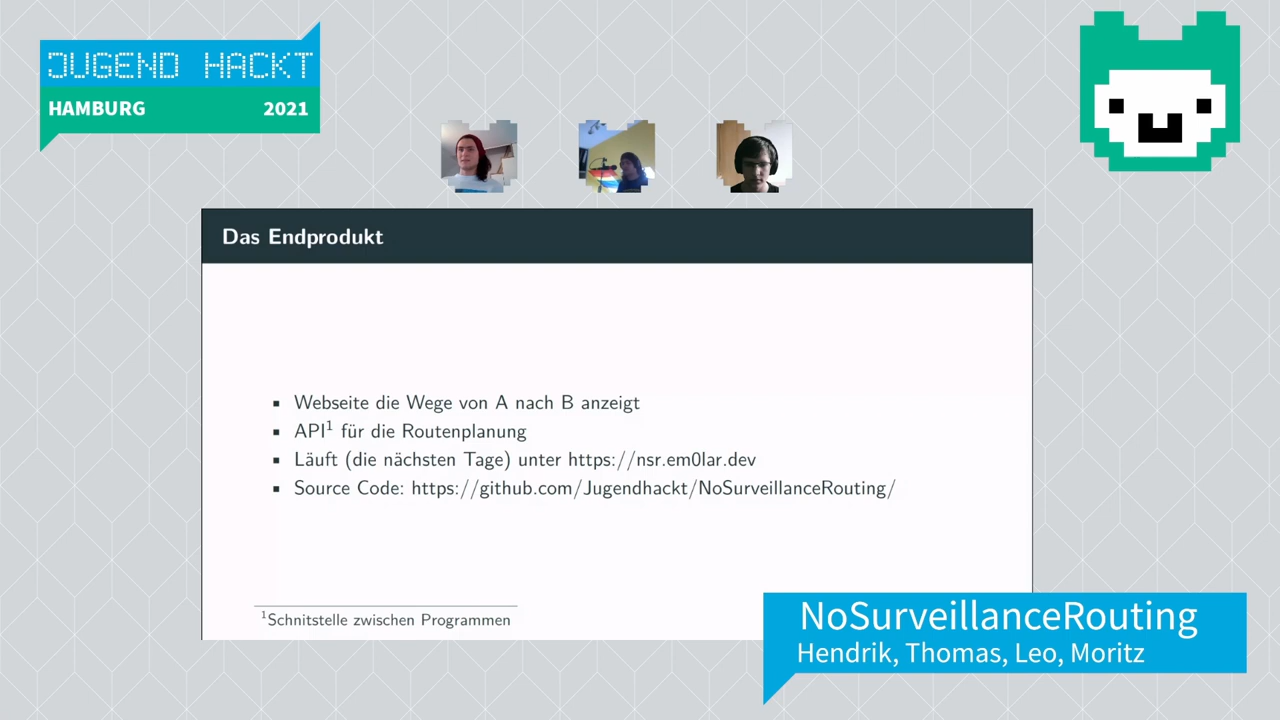 JUGEND HACKT
HAMBURG 2021
Das Endprodukt
▪ Webseite die Wege von A nach B anzeigt
▪ API¹ für die Routenplanung
▪ Läuft (die nächsten Tage) unter https://nsr.em0lar.dev
▪ Source Code: https://github.com/Jugendhackt/NoSurveillanceRouting/
¹Schnitstelle zwischen Programmen
NoSurveillanceRouting
Hendrik, Thomas, Leo, Moritz